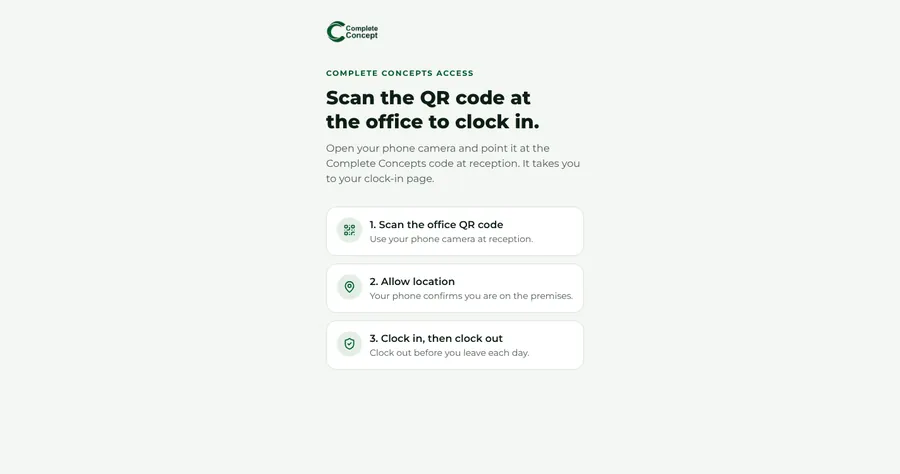 Complete
Concept
COMPLETE CONCEPTS ACCESS
Scan the QR code at
the office to clock in.
Open your phone camera and point it at the
Complete Concepts code at reception. It takes you
to your clock-in page.
1. Scan the office QR code
Use your phone camera at reception.
2. Allow location
Your phone confirms you are on the premises.
3. Clock in, then clock out
Clock out before you leave each day.